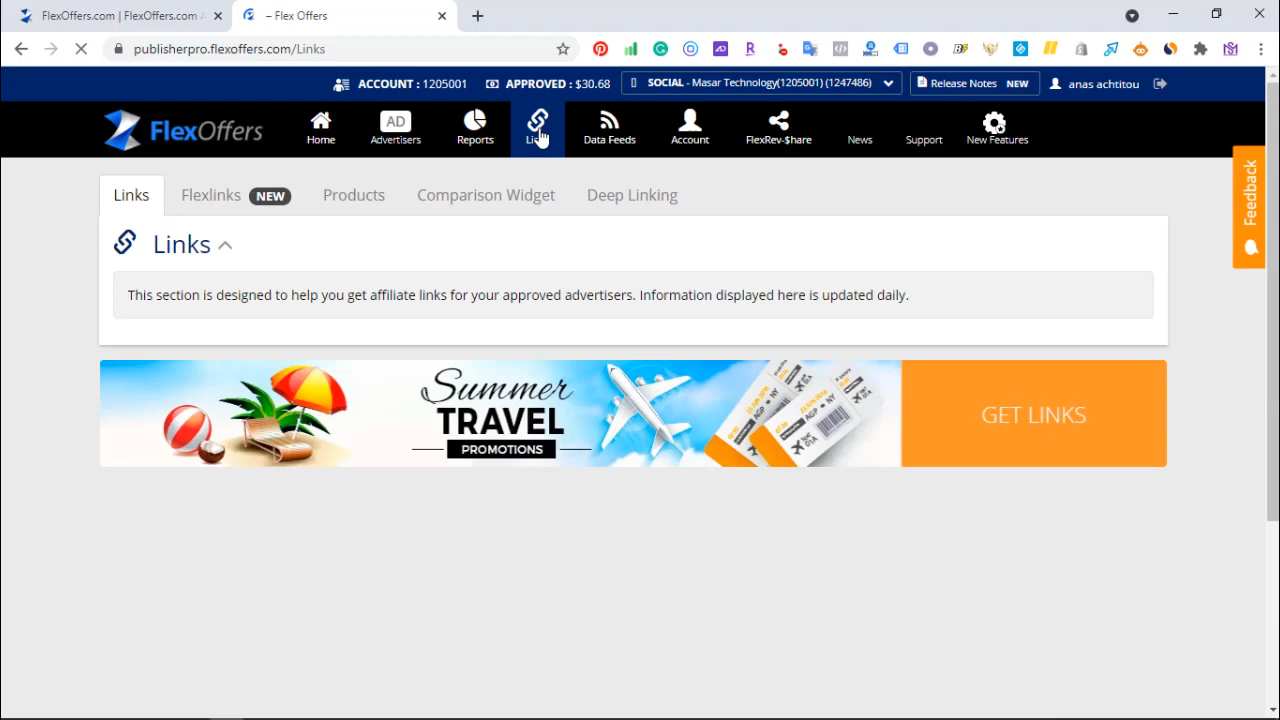 FlexOffers.com | FlexOffers.com
– Flex Offers
publisherpro.flexoffers.com/Links
ACCOUNT : 1205001
APPROVED : $30.68
SOCIAL - Masar Technology(1205001) (1247486)
Release Notes NEW
anas achtitou
FlexOffers
Home
AD
Advertisers
Reports
Data Feeds
Account
FlexRev-$hare
News
Support
New Features
Feedback
Links
Flexlinks NEW
Products
Comparison Widget
Deep Linking
Links
This section is designed to help you get affiliate links for your approved advertisers. Information displayed here is updated daily.
Summer
TRAVEL
PROMOTIONS
GET LINKS